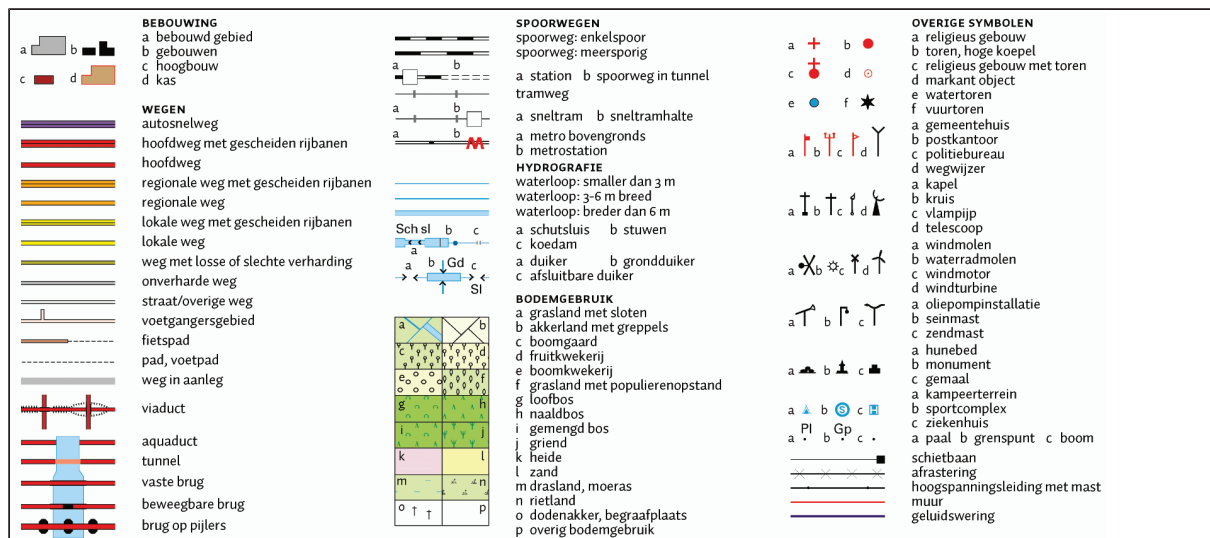 BEBOUWING
a bebouwd gebied
a b
b gebouwen
c hoogbouw
c d
d kas
WEGEN
autosnelweg
hoofdweg met gescheiden rijbanen
hoofdweg
regionale weg met gescheiden rijbanen
regionale weg
lokale weg met gescheiden rijbanen
lokale weg
weg met losse of slechte verharding
onverharde weg
straat/overige weg
voetgangersgebied
fietspad
pad, voetpad
weg in aanleg
viaduct
aquaduct
tunnel
vaste brug
beweegbare brug
brug op pijlers
SPOORWEGEN
spoorweg: enkelspoor
spoorweg: meersporig
a b
a station b spoorweg in tunnel
tramweg
a b
a sneltram b sneltramhalte
a b
a metro bovengronds
b metrostation
HYDROGRAFIE
waterloop: smaller dan 3 m
waterloop: 3-6 m breed
waterloop: breder dan 6 m
Sch sl b c
a
a schutsluis b stuwen
c koedam
a b Gd c
Sl
a duiker b grondduiker
c afsluitbare duiker
BODEMGEBRUIK
a b
c d
e f
g h
i j
k l
m n
o p
a grasland met sloten
b akkerland met greppels
c boomgaard
d fruitkwekerij
e boomkwekerij
f grasland met populierenopstand
g loofbos
h naaldbos
i gemengd bos
j griend
k heide
l zand
m drasland, moeras
n rietland
o dodenakker, begraafplaats
p overig bodemgebruik
OVERIGE SYMBOLEN
a b
c d
e f
a religieus gebouw
b toren, hoge koepel
c religieus gebouw met toren
d markant object
e watertoren
f vuurtoren
a b c d
a gemeentehuis
b postkantoor
c politiebureau
d wegwijzer
a b c d
a kapel
b kruis
c vlampijp
d telescoop
a b c d
a windmolen
b waterradmolen
c windmotor
d windturbine
a b c
a oliepompinstallatie
b seinmast
c zendmast
a b c
a hunebed
b monument
c gemaal
a b S c H
a kampeerterrein
b sportcomplex
c ziekenhuis
Pl Gp
a b c
a paal b grenspunt c boom
schietbaan
afrastering
hoogspanningsleiding met mast
muur
geluidswering